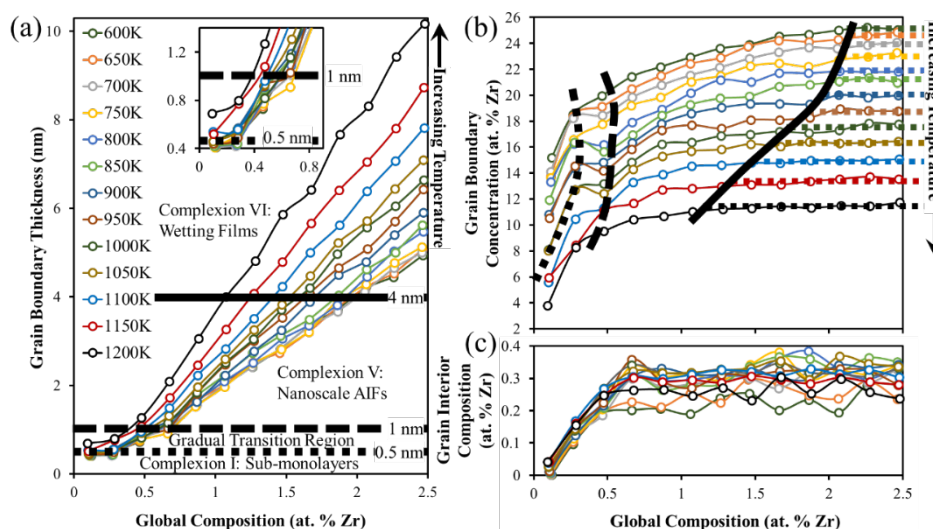 (a)
10
8
6
4
2
0
0
0.5
1
1.5
2
2.5
Grain Boundary Thickness (nm)
Global Composition (at. % Zr)
600K
650K
700K
750K
800K
850K
900K
950K
1000K
1050K
1100K
1150K
1200K
1.2
0.8
0.4
0
0.4
0.8
1 nm
0.5 nm
Complexion VI:
Wetting Films
4 nm
Complexion V:
Nanoscale AIFs
1 nm
Gradual Transition Region
0.5 nm
Complexion I: Sub-monolayers
Increasing Temperature
(b)
26
24
22
20
18
16
14
12
10
8
6
4
2
Grain Boundary
Concentration (at. % Zr)
Increasing Temperature
(c)
0.4
0.3
0.2
0.1
0
Grain Interior
Composition
(at. % Zr)
0
0.5
1
1.5
2
2.5
Global Composition (at. % Zr)